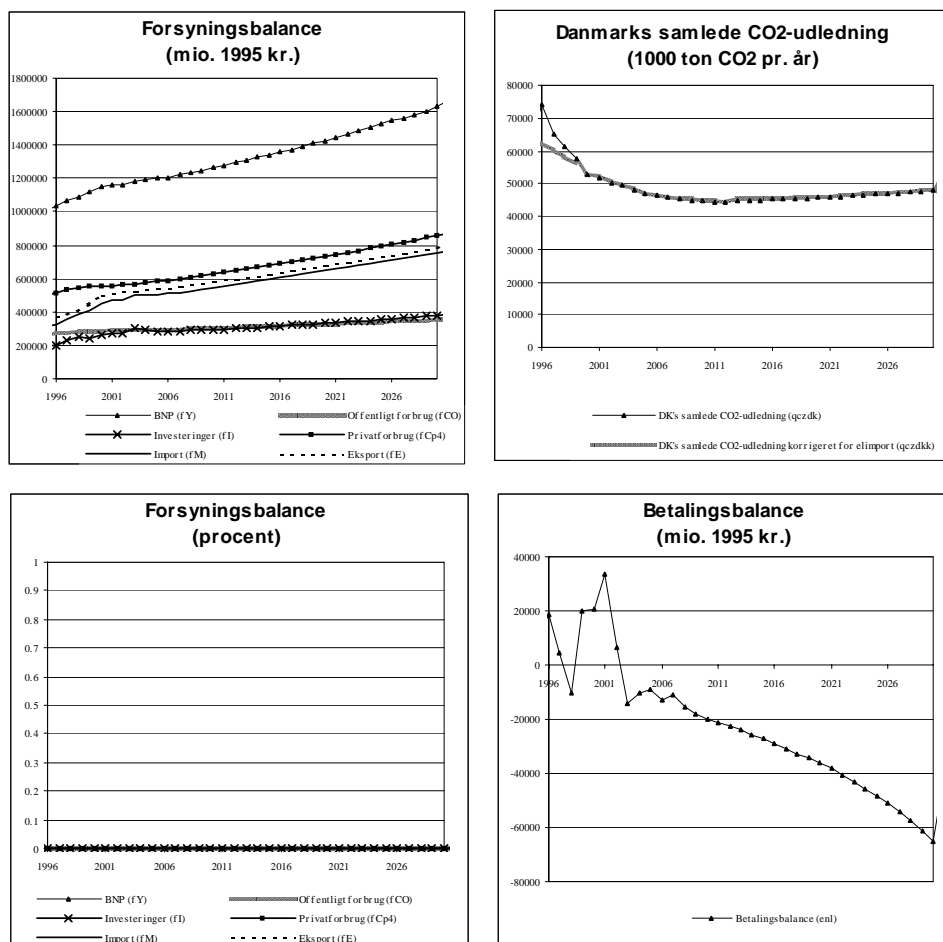 Forsyningsbalance
(mio. 1995 kr.)
1800000
1600000
1400000
1200000
1000000
800000
600000
400000
200000
0
1996 2001 2006 2011 2016 2021 2026
BNP (fY) Offentligt forbrug (fCO)
Investeringer (fI) Privatforbrug (fCp4)
Import (fM) Eksport (fE)
Danmarks samlede CO2-udledning
(1000 ton CO2 pr. år)
80000
70000
60000
50000
40000
30000
20000
10000
0
1996 2001 2006 2011 2016 2021 2026
DK's samlede CO2-udledning (qczdk)
DK's samlede CO2-udledning korrigeret for elimport (qczdkk)
Forsyningsbalance
(procent)
1
0.9
0.8
0.7
0.6
0.5
0.4
0.3
0.2
0.1
0
1996 2001 2006 2011 2016 2021 2026
BNP (fY) Offentligt forbrug (fCO)
Investeringer (fI) Privatforbrug (fCp4)
Import (fM) Eksport (fE)
Betalingsbalance
(mio. 1995 kr.)
40000
20000
0
1996 2001 2006 2011 2016 2021 2026
-20000
-40000
-60000
-80000
Betalingsbalance (enl)